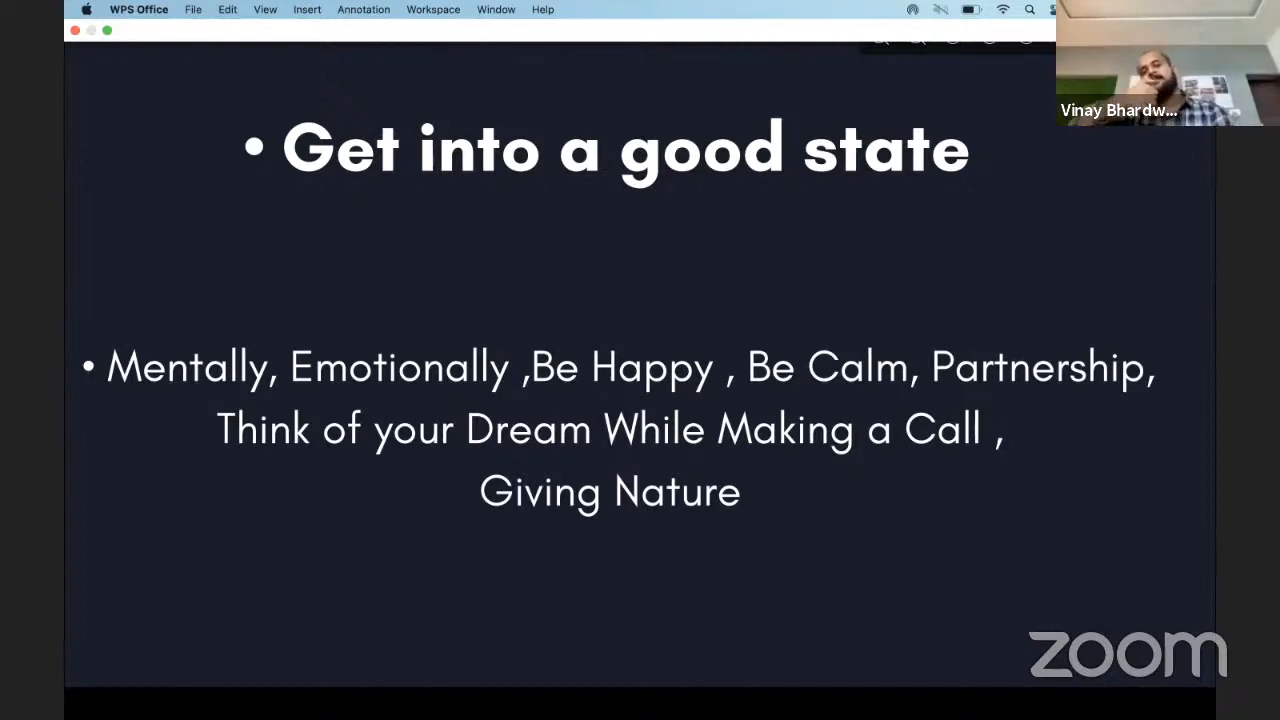 WPS Office File Edit View Insert Annotation Workspace Window Help
Vinay Bhardw...
• Get into a good state
• Mentally, Emotionally ,Be Happy , Be Calm, Partnership,
Think of your Dream While Making a Call ,
Giving Nature
zoom